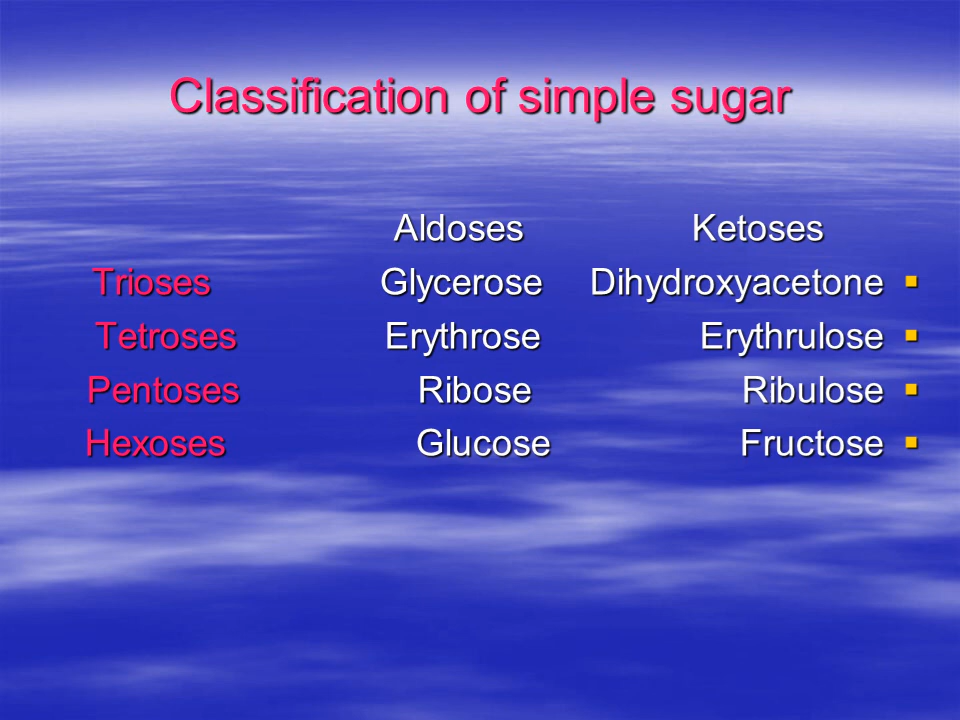 Classification of simple sugar
Aldoses Ketoses
Trioses Glycerose Dihydroxyacetone
Tetroses Erythrose Erythrulose
Pentoses Ribose Ribulose
Hexoses Glucose Fructose